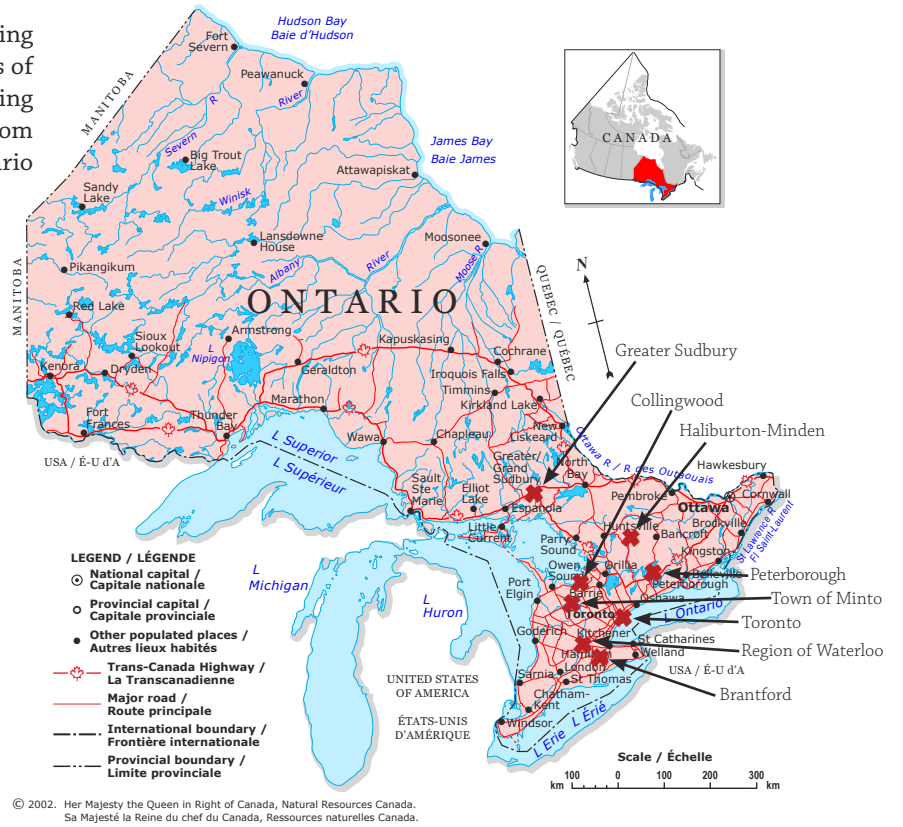 ing
s of
ing
om
rio
Hudson Bay
Baie d'Hudson
Fort
Severn
Peawanuck
MANITOBA
Severn
R
River
CANADA
James Bay
Baie James
Big Trout
Lake
Attawapiskat
Sandy
Lake
Winisk
Lansdowne
House
Moosonee
Pikangikum
Albany
River
Moose R
MANITOBA
QUEBEC / QUÉBEC
N
ONTARIO
Red Lake
Sioux
Lookout
Armstrong
L
Nipigon
Kapuskasing
Cochrane
Greater Sudbury
Kenora
Dryden
Geraldton
Iroquois Falls
Timmins
Collingwood
Marathon
Kirkland Lake
Fort
Frances
Thunder
Bay
Wawa
Chapleau
New
Liskeard
Haliburton-Minden
USA / É-U d'A
L Superior
L Superieur
Ottawa R / R des Outaouais
Greater/
Grand
Sudbury
North
Bay
Hawkesbury
Sault
Ste
Marie
Elliot
Lake
Espanola
Pembroke
Ottawa
Cornwall
Little
Current
Parry
Sound
Huntsville
Bancroft
Brockville
St Lawrence R
Fl Saint-Laurent
Kingston
LEGEND / LÉGENDE
National capital /
Capitale nationale
Provincial capital /
Capitale provinciale
Other populated places /
Autres lieux habités
Trans-Canada Highway /
La Transcanadienne
Major road /
Route principale
International boundary /
Frontière internationale
Provincial boundary /
Limite provinciale
L
Michigan
L
Huron
Owen
Sound
Orillia
Belleville
Peterborough
Peterborough
Port
Elgin
Barrie
Oshawa
Town of Minto
Toronto
L Ontario
Toronto
Goderich
Kitchener
St Catharines
Region of Waterloo
Hamilton
Welland
London
USA / É-U d'A
Sarnia
St Thomas
Brantford
UNITED STATES
OF AMERICA
ÉTATS-UNIS
D'AMÉRIQUE
Chatham-
Kent
Windsor
L Erie
L Érié
Scale / Échelle
100 0 100 200 300
km km
© 2002. Her Majesty the Queen in Right of Canada, Natural Resources Canada.
Sa Majesté la Reine du chef du Canada, Ressources naturelles Canada.